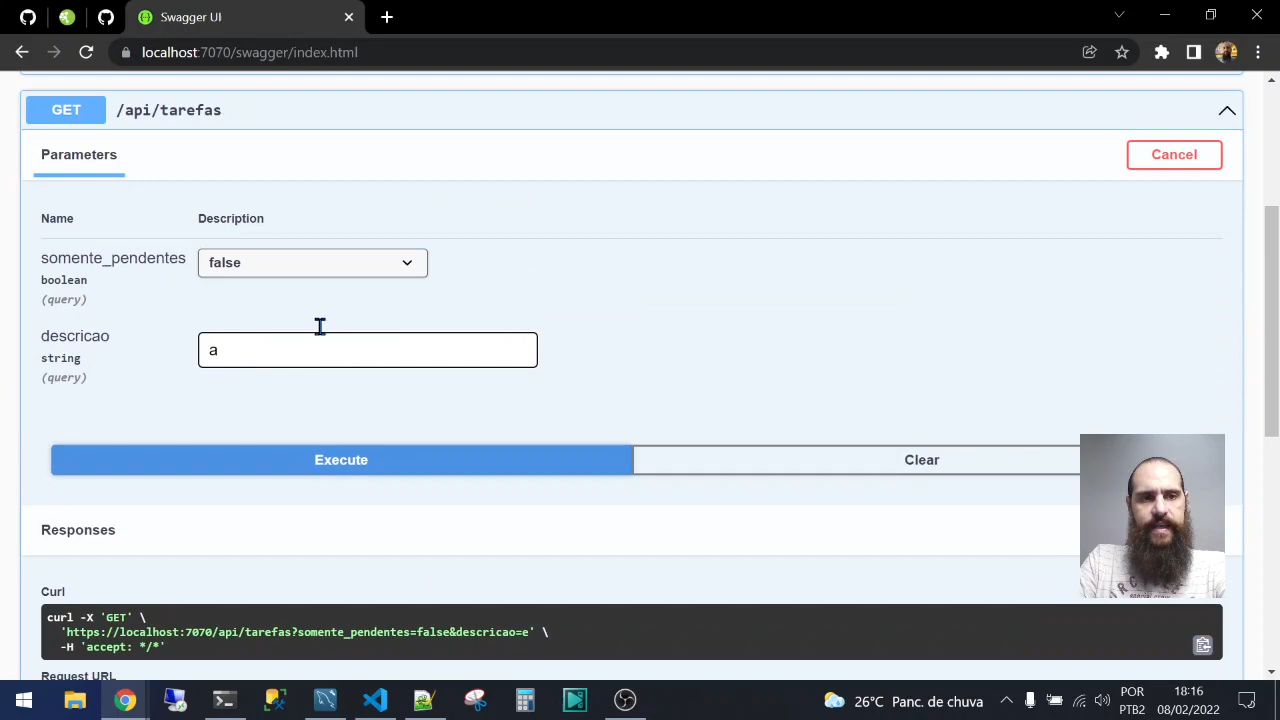 Swagger UI
localhost:7070/swagger/index.html
GET /api/tarefas
Parameters
Cancel
Name Description
somente_pendentes
boolean
(query)
false
descricao
string
(query)
a
Execute Clear
Responses
Curl
curl -X 'GET' \
'https://localhost:7070/api/tarefas?somente_pendentes=false&descricao=e' \
-H 'accept: */*'
Request URL
26°C Panc. de chuva
POR
PTB2
18:16
08/02/2022